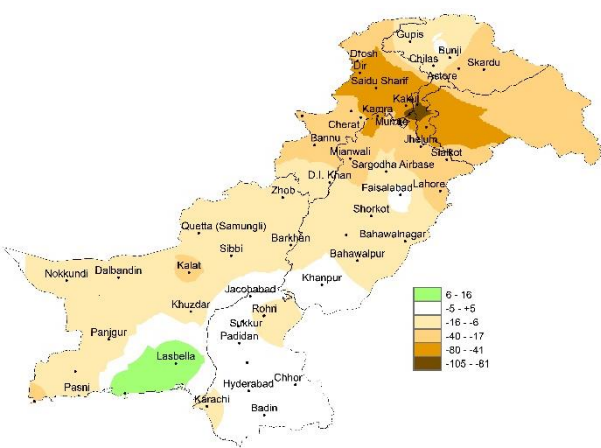 Gupis
Bunji
Drosh
Chilas
Skardu
Dir
Astore
Saidu Sharif
Kakul
Kamra
Cherat
Jhelum
Bannu
Mianwali
Sialkot
Sargodha Airbase
D.I. Khan
Lahore
Zhob
Faisalabad
Shorkot
Quetta (Samungli)
Bahawalnagar
Sibbi
Barkhan
Bahawalpur
Kalat
Nokkundi
Dalbandin
Khanpur
Jacobabad
Khuzdar
Rohri
Sukkur
Panjgur
Padidan
Lasbella
Pasni
Hyderabad
Chhor
Karachi
Badin
6 - 16
-5 - +5
-16 - -6
-40 - -17
-80 - -41
-105 - -81